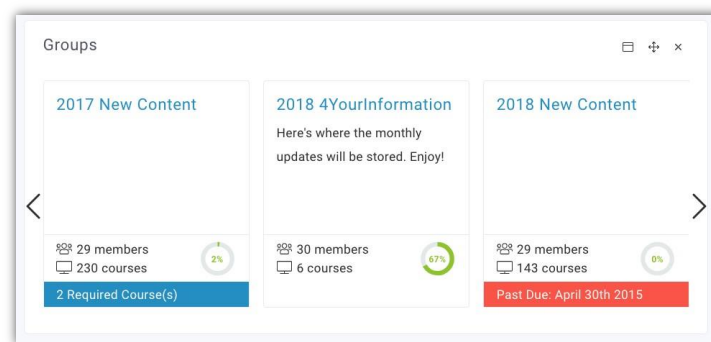 Groups
2017 New Content
29 members
230 courses
2%
2 Required Course(s)
2018 4YourInformation
Here's where the monthly
updates will be stored. Enjoy!
30 members
6 courses
67%
2018 New Content
29 members
143 courses
0%
Past Due: April 30th 2015